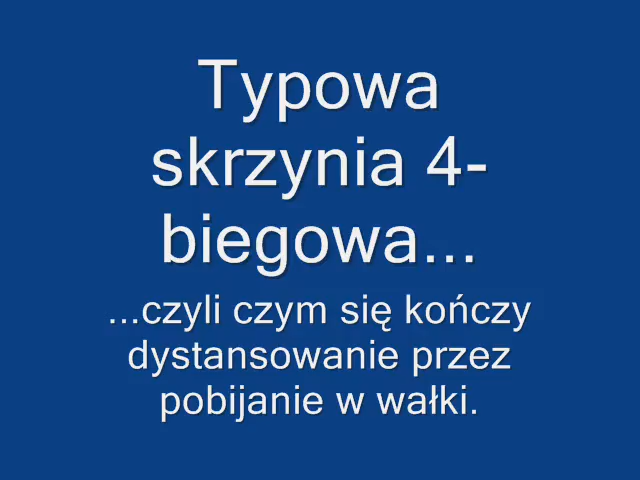 Typowa
skrzynia 4-
biegowa...
...czyli czym się kończy
dystansowanie przez
pobijanie w wałki.